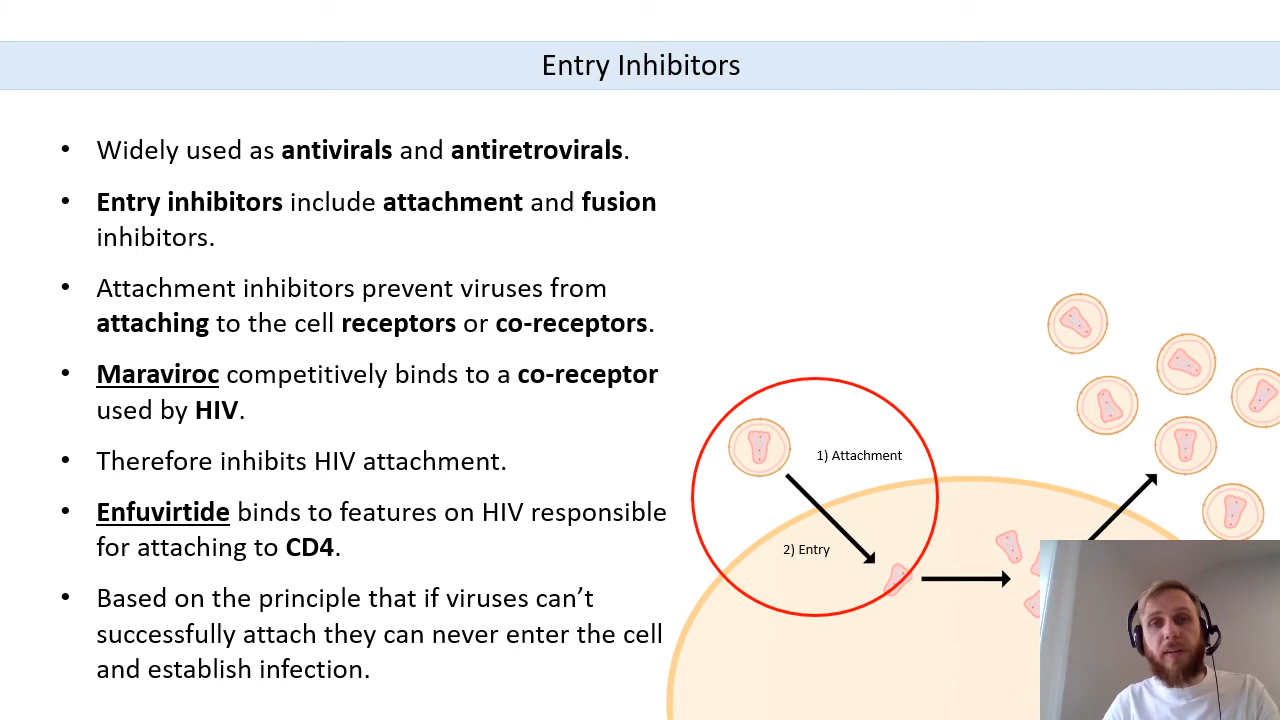 Entry Inhibitors
• Widely used as antivirals and antiretrovirals.
• Entry inhibitors include attachment and fusion
inhibitors.
• Attachment inhibitors prevent viruses from
attaching to the cell receptors or co-receptors.
• Maraviroc competitively binds to a co-receptor
used by HIV.
• Therefore inhibits HIV attachment.
• Enfuvirtide binds to features on HIV responsible
for attaching to CD4.
• Based on the principle that if viruses can’t
successfully attach they can never enter the cell
and establish infection.
1) Attachment
2) Entry